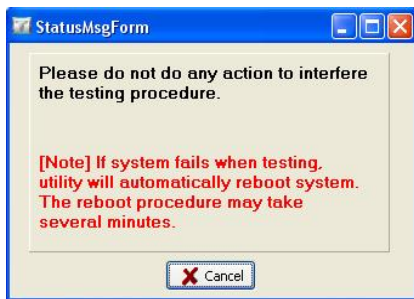 StatusMsgForm
Please do not do any action to interfere
the testing procedure.
[Note] If system fails when testing,
utility will automatically reboot system.
The reboot procedure may take
several minutes.
Cancel